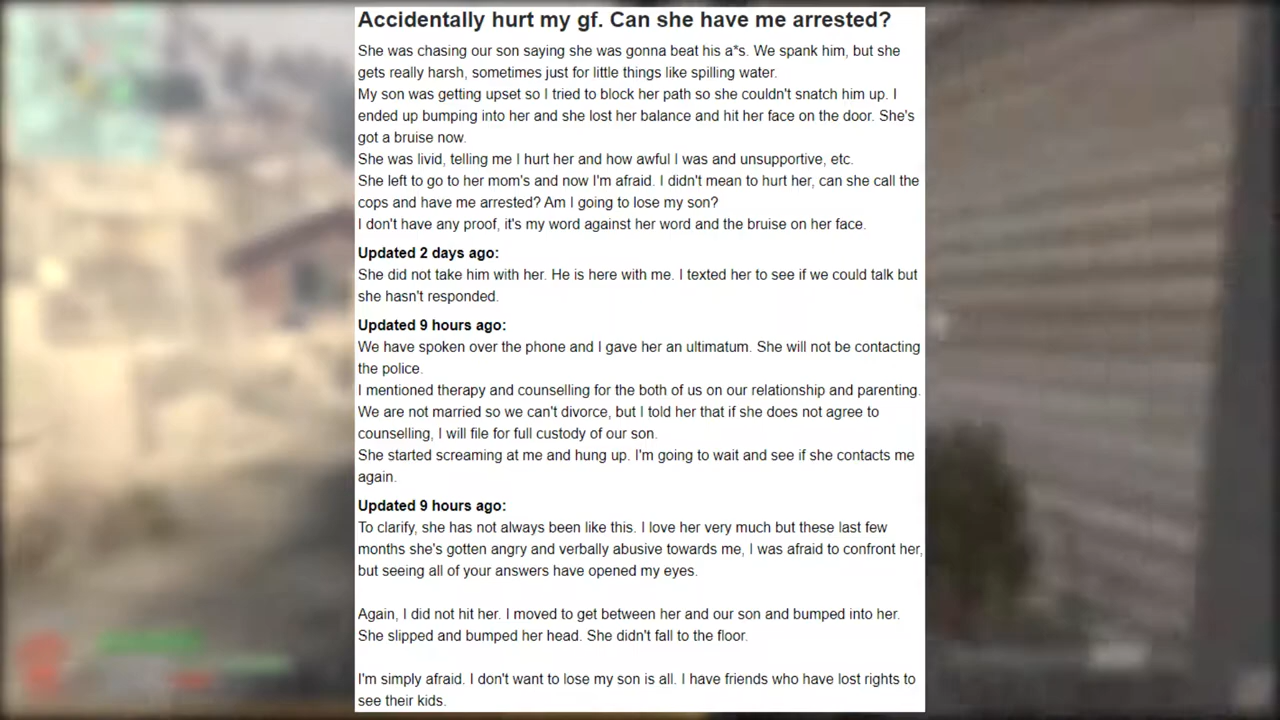 Accidentally hurt my gf. Can she have me arrested?
She was chasing our son saying she was gonna beat his a*s. We spank him, but she
gets really harsh, sometimes just for little things like spilling water.
My son was getting upset so I tried to block her path so she couldn't snatch him up. I
ended up bumping into her and she lost her balance and hit her face on the door. She's
got a bruise now.
She was livid, telling me I hurt her and how awful I was and unsupportive, etc.
She left to go to her mom's and now I'm afraid. I didn't mean to hurt her, can she call the
cops and have me arrested? Am I going to lose my son?
I don't have any proof, it's my word against her word and the bruise on her face.
Updated 2 days ago:
She did not take him with her. He is here with me. I texted her to see if we could talk but
she hasn't responded.
Updated 9 hours ago:
We have spoken over the phone and I gave her an ultimatum. She will not be contacting
the police.
I mentioned therapy and counselling for the both of us on our relationship and parenting.
We are not married so we can't divorce, but I told her that if she does not agree to
counselling, I will file for full custody of our son.
She started screaming at me and hung up. I'm going to wait and see if she contacts me
again.
Updated 9 hours ago:
To clarify, she has not always been like this. I love her very much but these last few
months she's gotten angry and verbally abusive towards me, I was afraid to confront her,
but seeing all of your answers have opened my eyes.
Again, I did not hit her. I moved to get between her and our son and bumped into her.
She slipped and bumped her head. She didn't fall to the floor.
I'm simply afraid. I don't want to lose my son is all. I have friends who have lost rights to
see their kids.